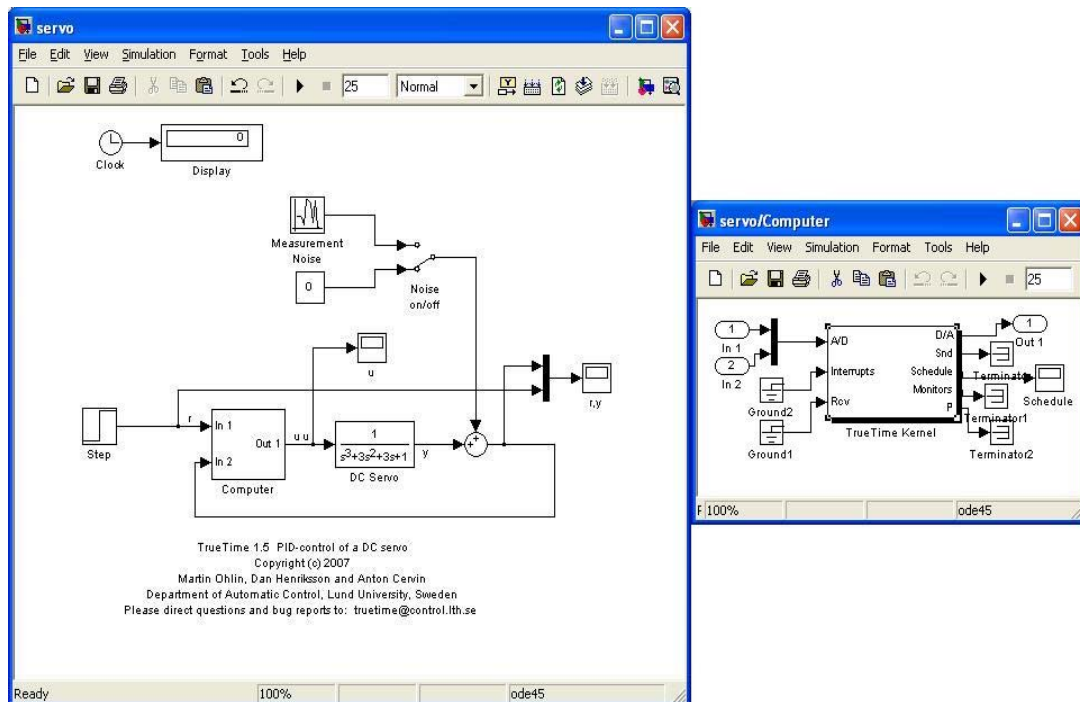 servo
File Edit View Simulation Format Tools Help
25 Normal
0
Clock
Display
Measurement
Noise
0
Noise
on/off
u
r,y
r
Step
In 1
In 2
Out 1
Computer
u u
1
s^3+3s^2+3s+1
DC Servo
y
++
TrueTime 1.5 PID-control of a DC servo
Copyright (c) 2007
Martin Ohlin, Dan Henriksson and Anton Cervin
Department of Automatic Control, Lund University, Sweden
Please direct questions and bug reports to: truetime@control.lth.se
Ready 100% ode45
servo/Computer
File Edit View Simulation Format Tools Help
25
1
In 1
2
In 2
Ground2
Ground1
A/D
Interrupts
Rcv
D/A
Snd
Schedule
Monitors
P
TrueTime Kernel
1
Out 1
Terminator
Schedule
Terminator1
Terminator2
F 100% ode45